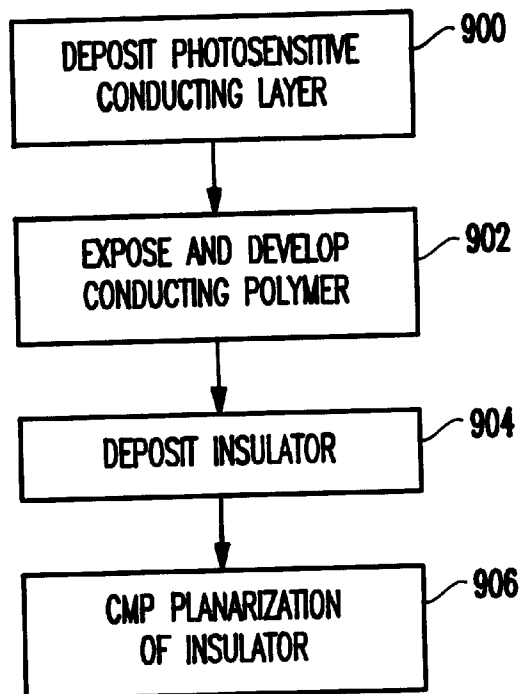 DEPOSIT PHOTOSENSITIVE
CONDUCTING LAYER
900
EXPOSE AND DEVELOP
CONDUCTING POLYMER
902
DEPOSIT INSULATOR
904
CMP PLANARIZATION
OF INSULATOR
906